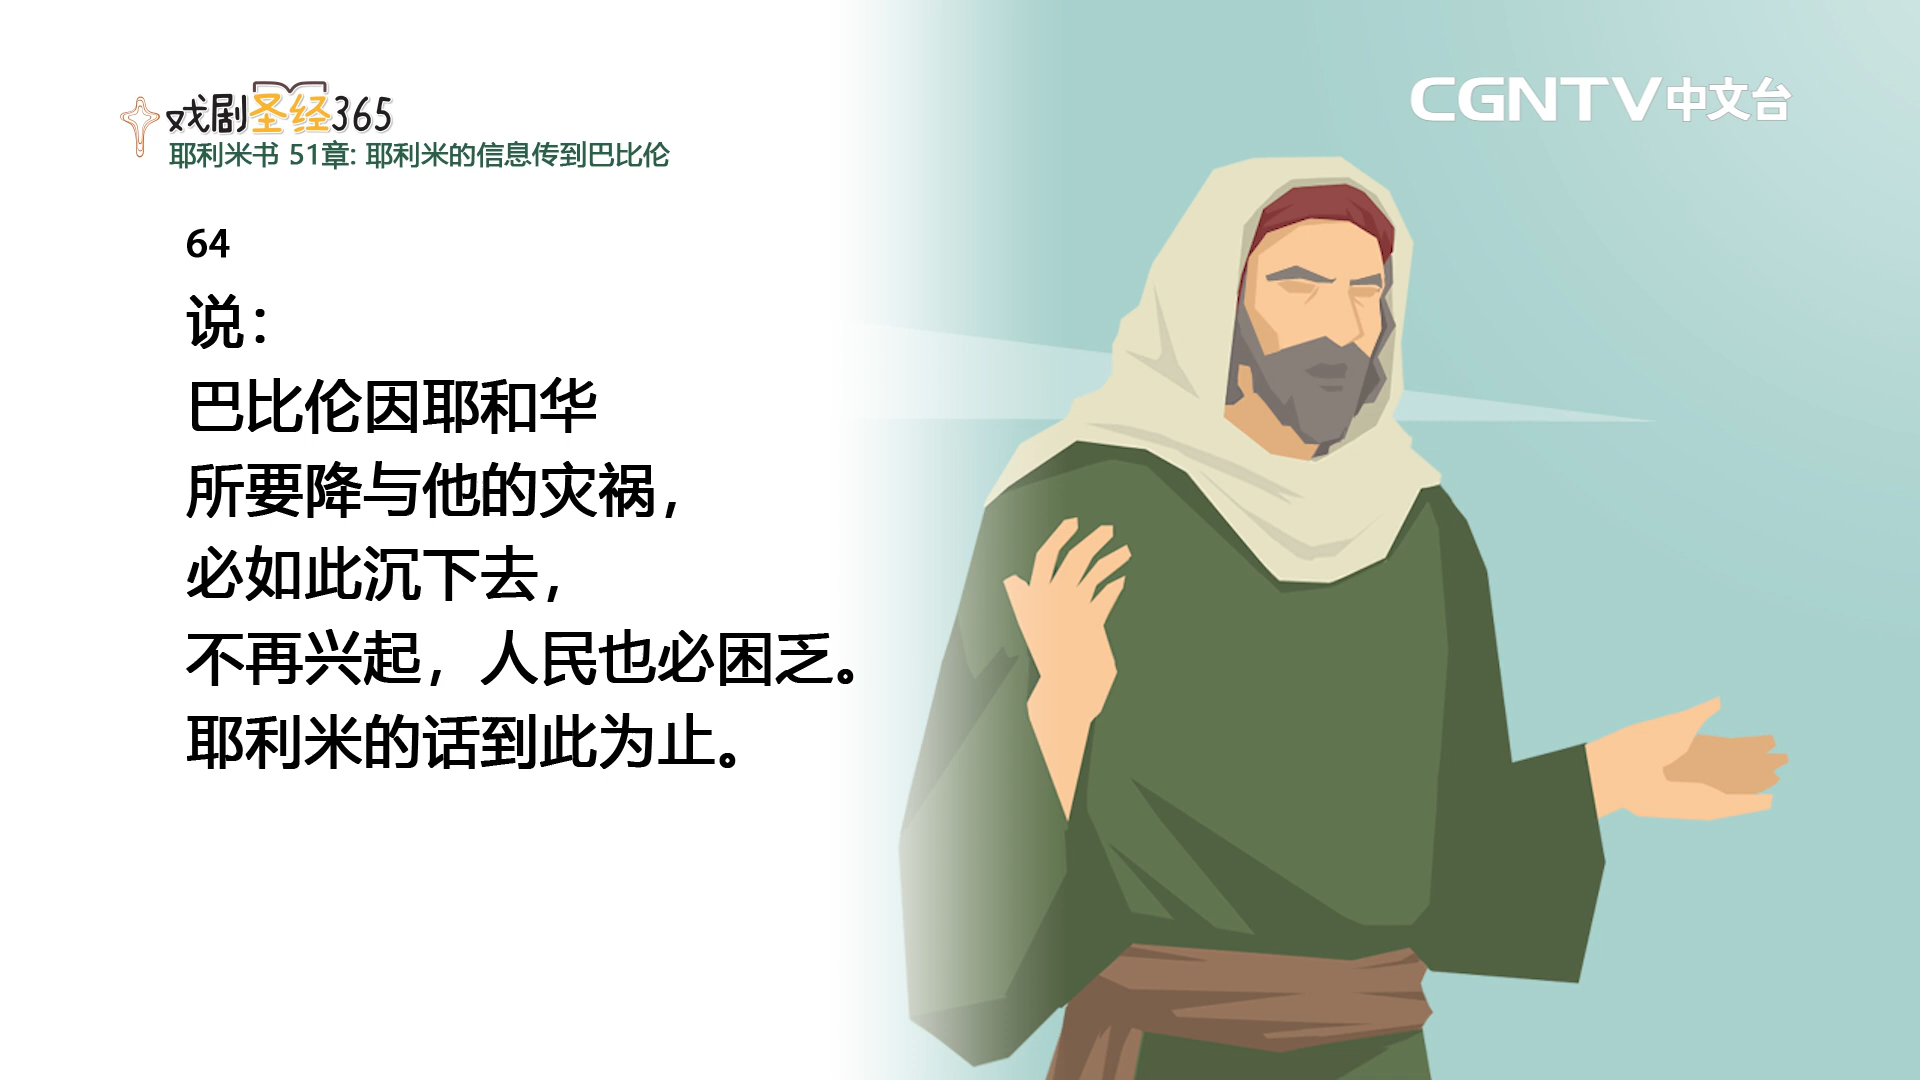 戏剧圣经365
CGNTV中文台
耶利米书 51章: 耶利米的信息传到巴比伦
64
说：
巴比伦因耶和华
所要降与他的灾祸，
必如此沉下去，
不再兴起，人民也必困乏。
耶利米的话到此为止。